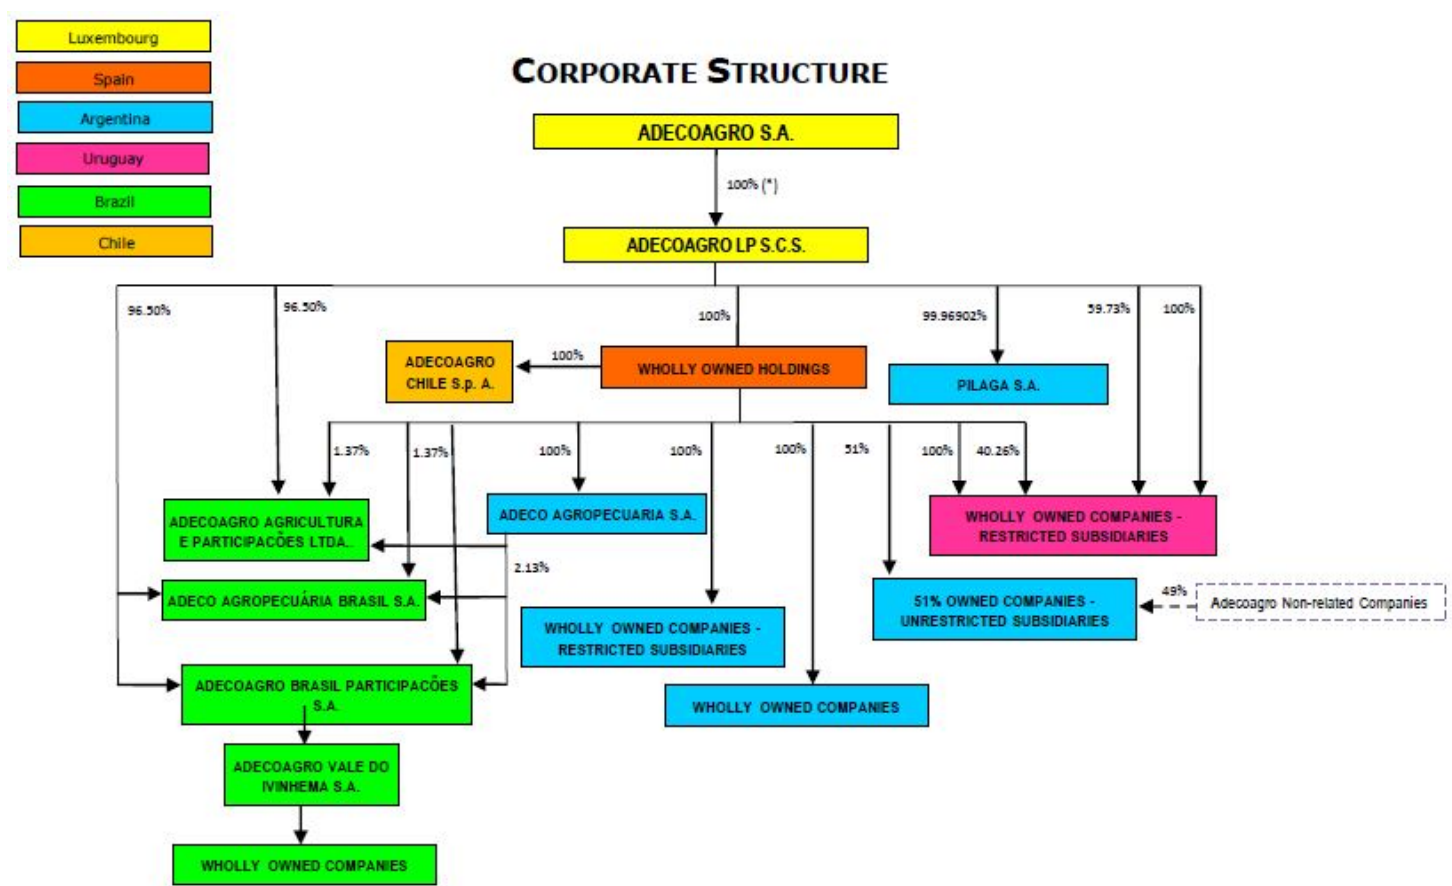 Luxembourg
Spain
Argentina
Uruguay
Brazil
Chile
CORPORATE STRUCTURE
ADECOAGRO S.A.
100% (*)
ADECOAGRO LP S.C.S.
96.50%
96.50%
100%
99.96902%
59.73%
100%
ADECOAGRO
CHILE S.p. A.
100%
WHOLLY OWNED HOLDINGS
PILAGA S.A.
1.37%
1.37%
100%
100%
100%
51%
100%
40.26%
ADECOAGRO AGRICULTURA
E PARTICIPACÕES LTDA..
ADECO AGROPECUARIA S.A.
WHOLLY OWNED COMPANIES -
RESTRICTED SUBSIDIARIES
2.13%
ADECO AGROPECUÁRIA BRASIL S.A.
WHOLLY OWNED COMPANIES -
RESTRICTED SUBSIDIARIES
51% OWNED COMPANIES -
UNRESTRICTED SUBSIDIARIES
49%
Adecoagro Non-related Companies
ADECOAGRO BRASIL PARTICIPACÕES
S.A.
WHOLLY OWNED COMPANIES
ADECOAGRO VALE DO
IVINHEMA S.A.
WHOLLY OWNED COMPANIES